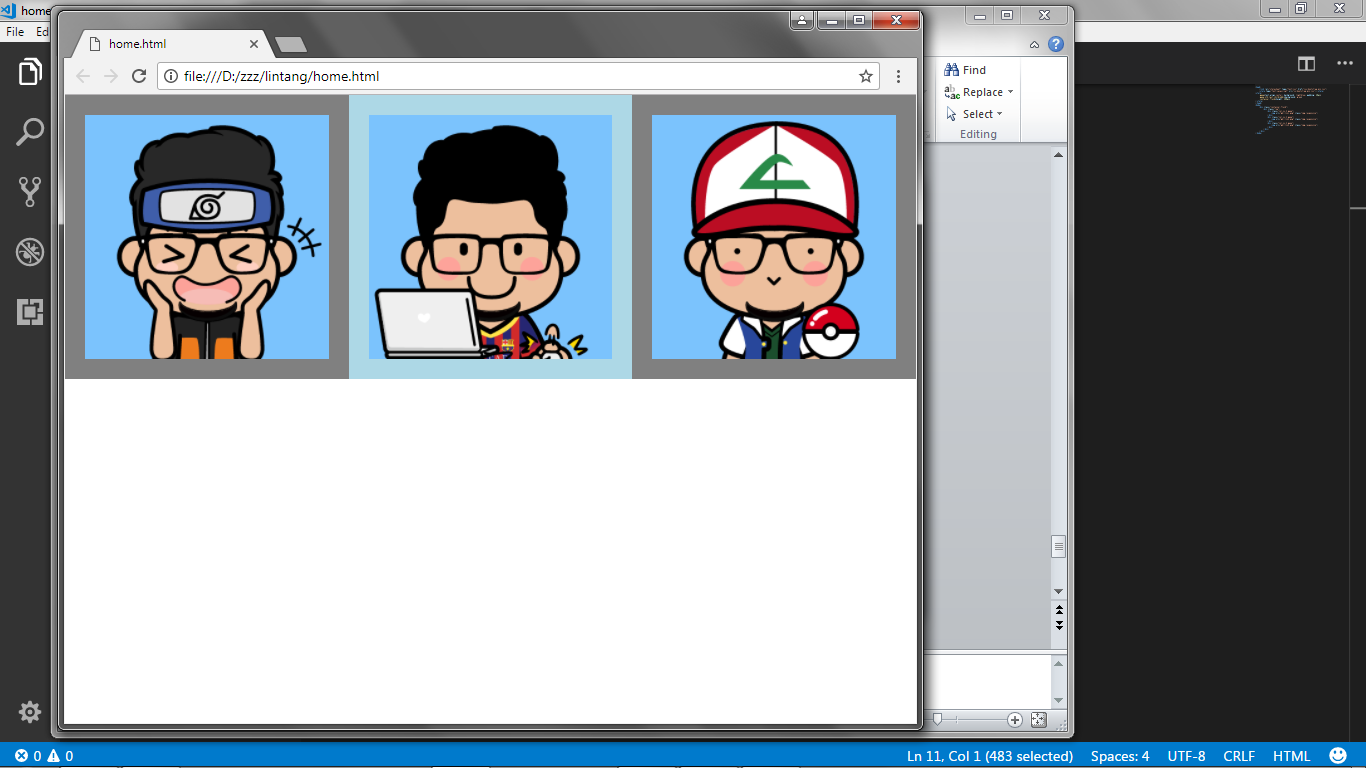 home
File Ed
home.html
file:///D:/zzz/lintang/home.html
Find
Replace
Select
Editing
0 0
Ln 11, Col 1 (483 selected) Spaces: 4 UTF-8 CRLF HTML